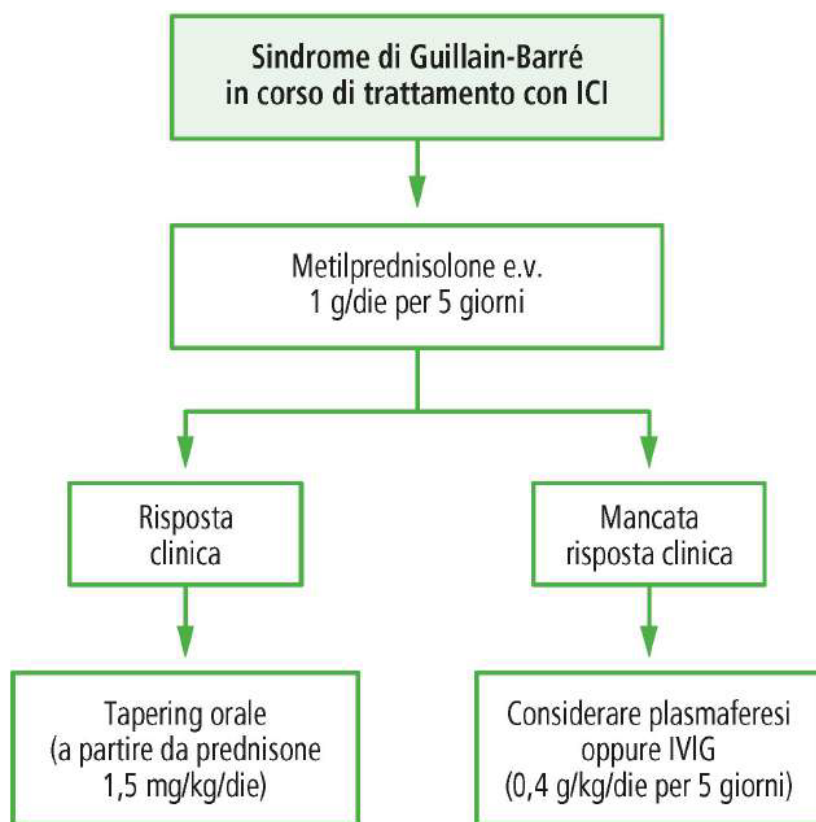 Sindrome di Guillain-Barré
in corso di trattamento con ICI
Metilprednisolone e.v.
1 g/die per 5 giorni
Risposta
clinica
Mancata
risposta clinica
Tapering orale
(a partire da prednisone
1,5 mg/kg/die)
Considerare plasmaferesi
oppure IVIG
(0,4 g/kg/die per 5 giorni)